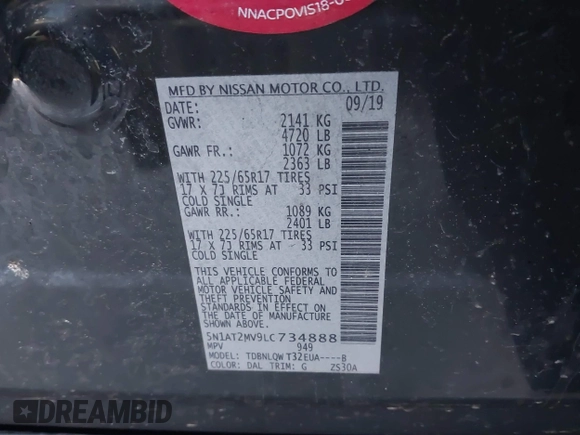 NNACPOVIS18-0
MFD BY NISSAN MOTOR CO., LTD.
DATE: 09/19
GVWR: 2141 KG
4720 LB
GAWR FR.: 1072 KG
2363 LB
WITH 225/65R17 TIRES
17 X 7J RIMS AT 33 PSI
COLD SINGLE
GAWR RR.: 1089 KG
2401 LB
WITH 225/65R17 TIRES
17 X 7J RIMS AT 33 PSI
COLD SINGLE
THIS VEHICLE CONFORMS TO
ALL APPLICABLE FEDERAL
MOTOR VEHICLE SAFETY AND
THEFT PREVENTION
STANDARDS IN EFFECT ON
THE DATE OF MANUFACTURE
SHOWN ABOVE.
5N1AT2MV9LC734888
MPV 949
MODEL: TDBNLQWT32EUA----B
COLOR: DAL TRIM: G ZS30A
DREAMBID